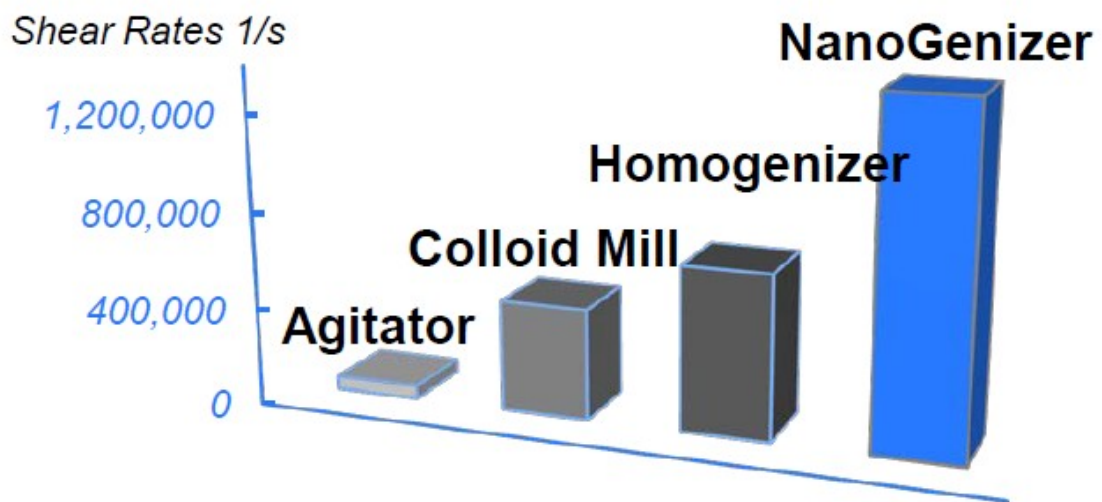 Shear Rates 1/s
NanoGenizer
1,200,000
Homogenizer
800,000
Colloid Mill
400,000
Agitator
0